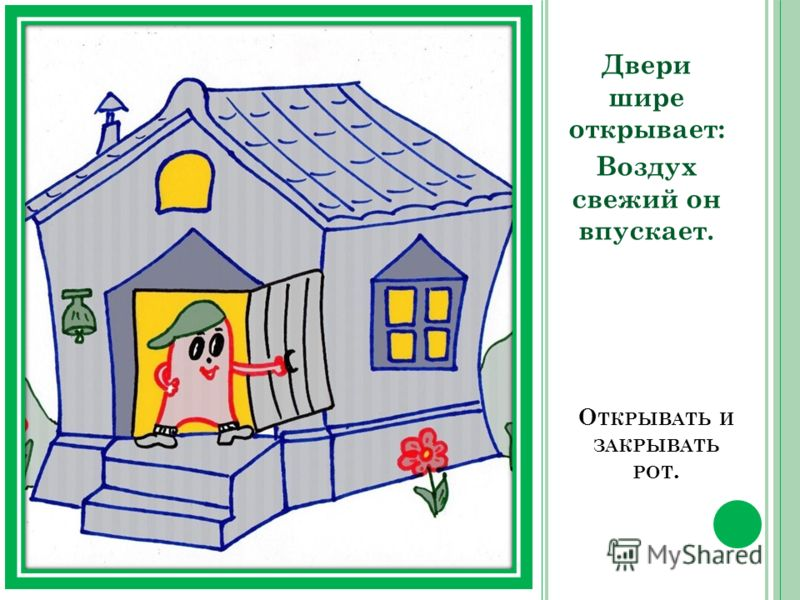 Двери
шире
открывает:
Воздух
свежий он
впускает.
Открывать и
закрывать
рот.
MyShared